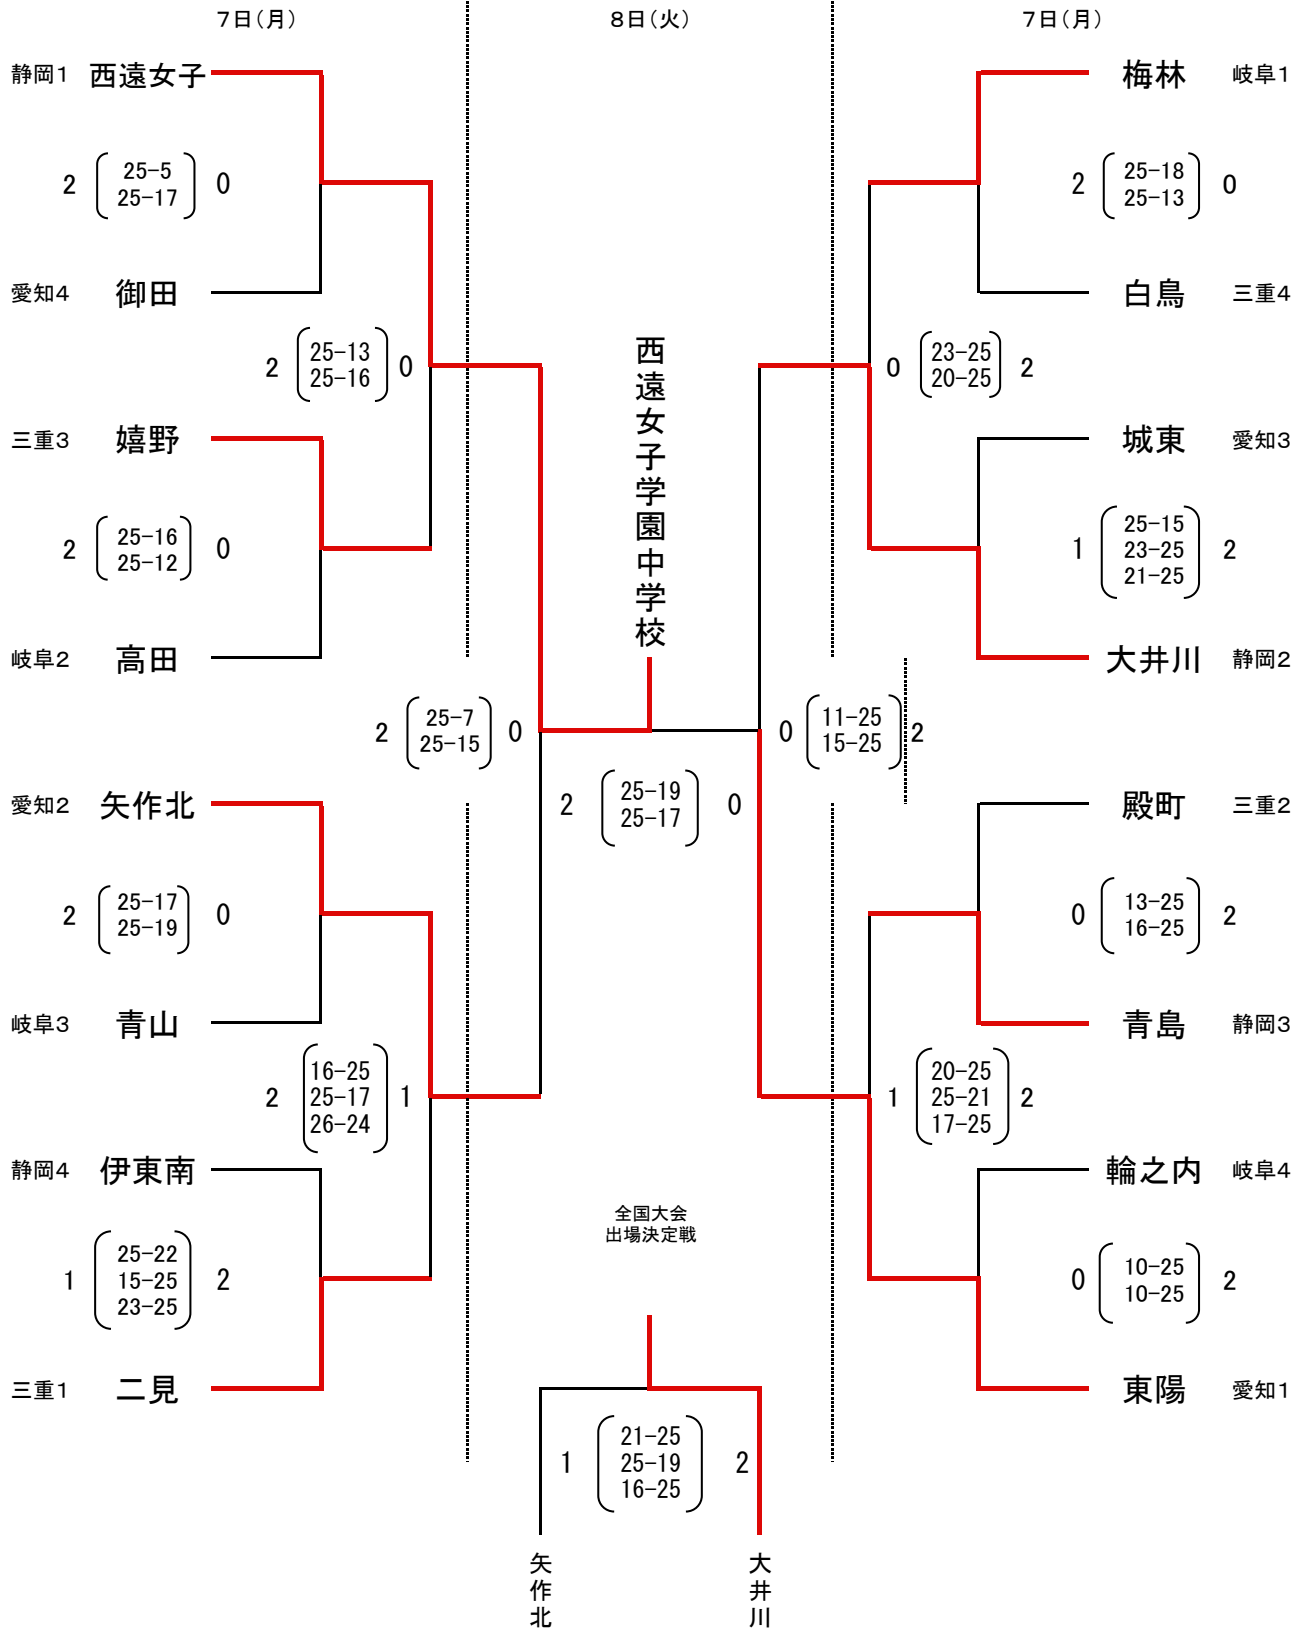 7日(月)
8日(火)
7日(月)
静岡1 西遠女子
2 25-5 0
25-17
愛知4 御田
2 25-13 0
25-16
三重3 嬉野
2 25-16 0
25-12
岐阜2 高田
2 25-7 0
25-15
愛知2 矢作北
2 25-17 0
25-19
岐阜3 青山
2 16-25 1
25-17
26-24
静岡4 伊東南
1 25-22 2
15-25
23-25
三重1 二見
西遠女子学園中学校
2 25-19 0
25-17
梅林 岐阜1
2 25-18 0
25-13
白鳥 三重4
0 23-25 2
20-25
城東 愛知3
1 25-15 2
23-25
21-25
大井川 静岡2
0 11-25 2
15-25
殿町 三重2
0 13-25 2
16-25
青島 静岡3
1 20-25 2
25-21
17-25
輪之内 岐阜4
0 10-25 2
10-25
東陽 愛知1
全国大会
出場決定戦
1 21-25 2
25-19
16-25
矢作北
大井川